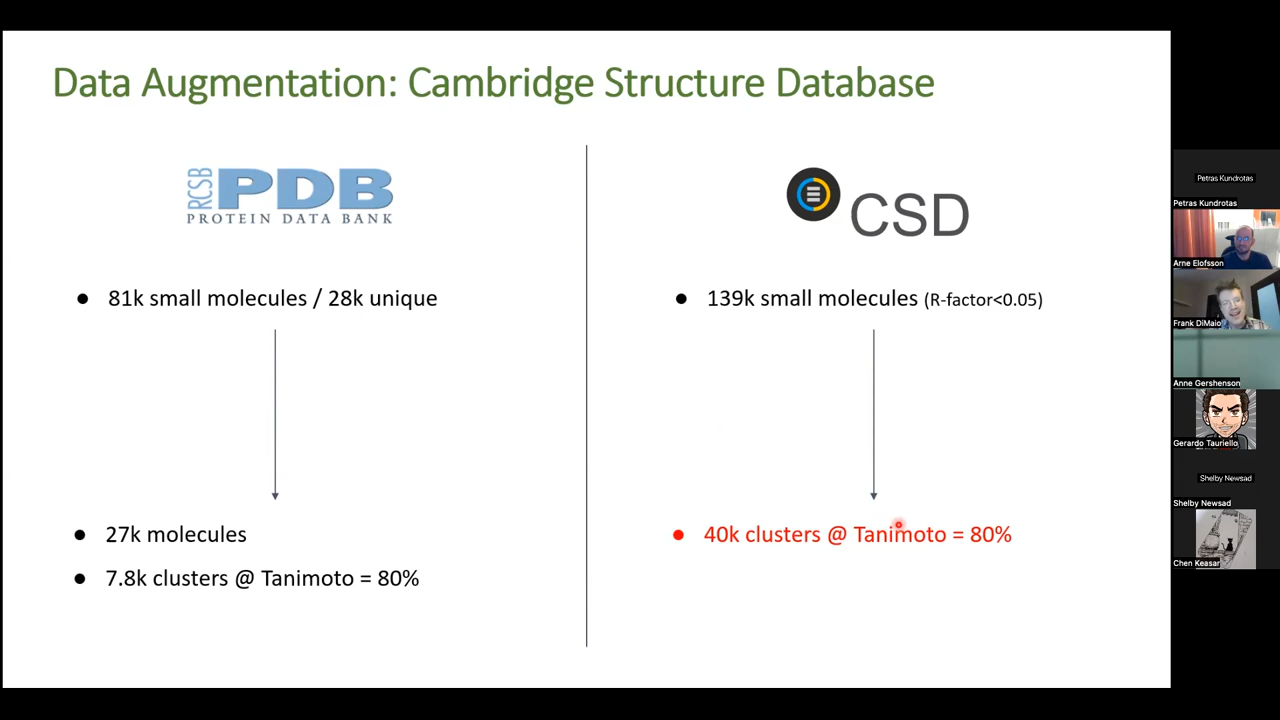 Data Augmentation: Cambridge Structure Database
RCSB
PDB
PROTEIN DATA BANK
81k small molecules / 28k unique
27k molecules
7.8k clusters @ Tanimoto = 80%
CSD
139k small molecules (R-factor<0.05)
40k clusters @ Tanimoto = 80%
Petras Kundrotas
Petras Kundrotas
Arne Elofsson
Frank DiMaio
Anne Gershenson
Gerardo Tauriello
Shelby Newsad
Shelby Newsad
Chen Keasar